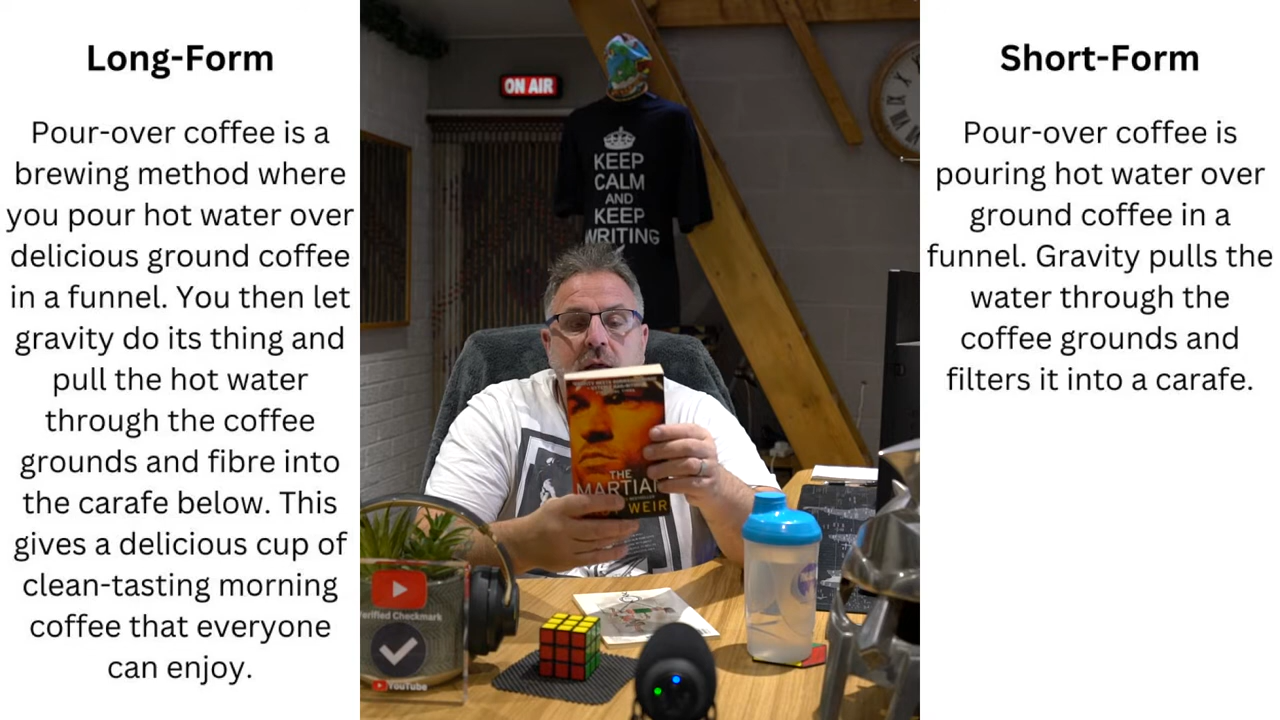 Long-Form
Pour-over coffee is a
brewing method where
you pour hot water over
delicious ground coffee
in a funnel. You then let
gravity do its thing and
pull the hot water
through the coffee
grounds and fibre into
the carafe below. This
gives a delicious cup of
clean-tasting morning
coffee that everyone
can enjoy.
ON AIR
KEEP
CALM
AND
KEEP
WRITING
THE
MARTIAN
WEIR
erified Checkmark
YouTube
Short-Form
Pour-over coffee is
pouring hot water over
ground coffee in a
funnel. Gravity pulls the
water through the
coffee grounds and
filters it into a carafe.